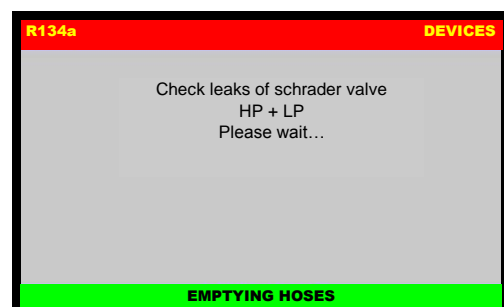 R134a DEVICES
Check leaks of schrader valve
HP + LP
Please wait…
EMPTYING HOSES